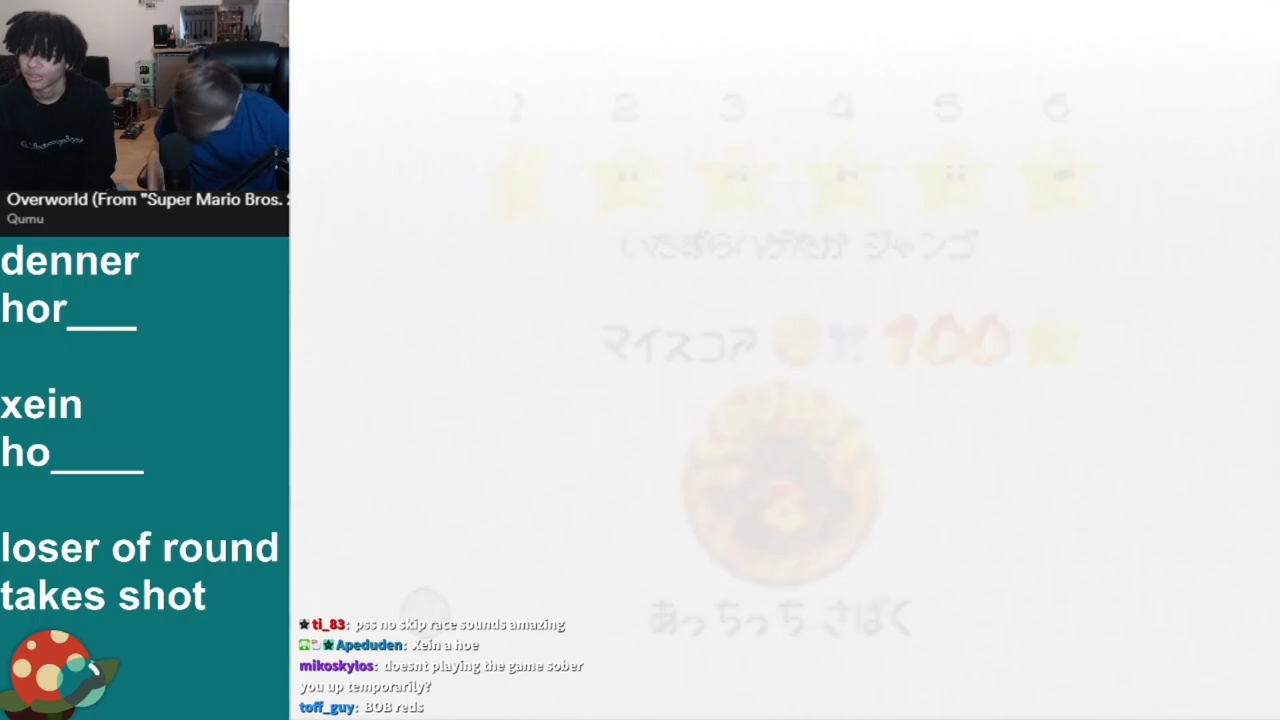 Overworld (From "Super Mario Bros. 2
Qumu
denner
hor___
xein
ho____
loser of round
takes shot
1 2 3 4 5 6
いたずらハゲたか ジャンゴ
マイスコア × 100
あっちっち さばく
ti_83: pss no skip race sounds amazing
Apeduden: Xein a hoe
mikoskylos: doesnt playing the game sober
you up temporarily?
toff_guy: BOB reds